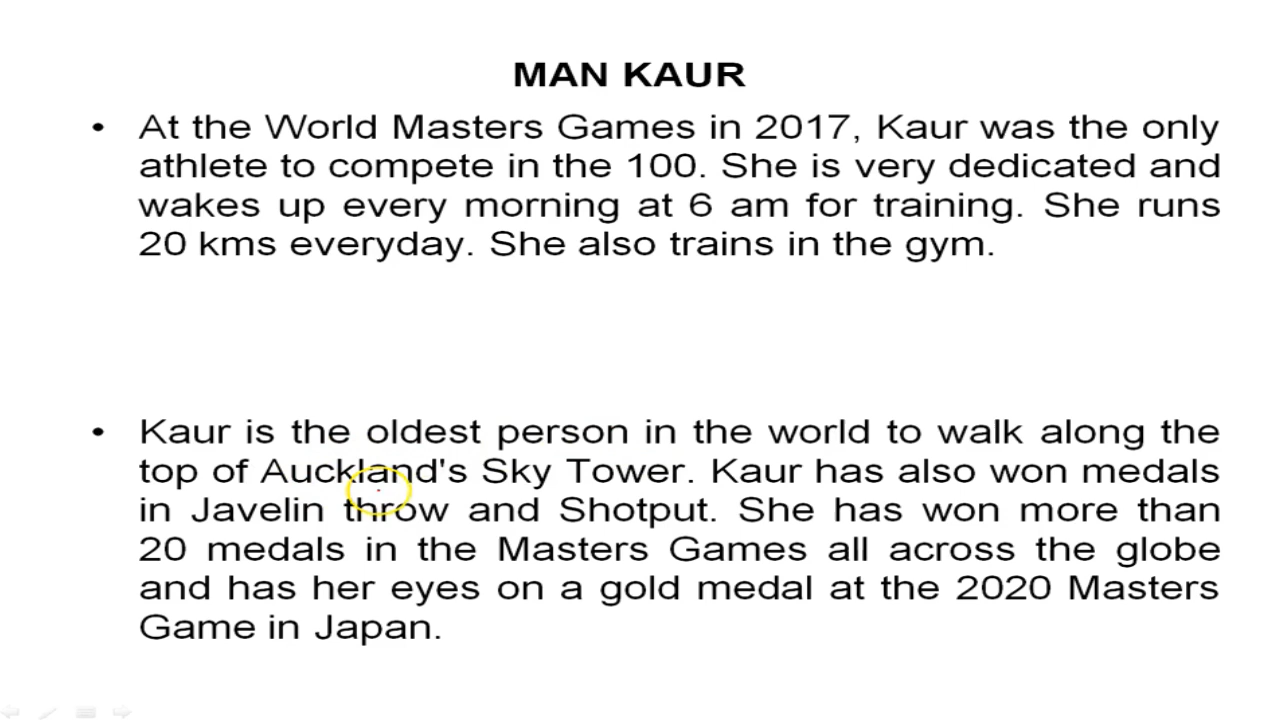 MAN KAUR
• At the World Masters Games in 2017, Kaur was the only
athlete to compete in the 100. She is very dedicated and
wakes up every morning at 6 am for training. She runs
20 kms everyday. She also trains in the gym.
• Kaur is the oldest person in the world to walk along the
top of Auckland's Sky Tower. Kaur has also won medals
in Javelin throw and Shotput. She has won more than
20 medals in the Masters Games all across the globe
and has her eyes on a gold medal at the 2020 Masters
Game in Japan.